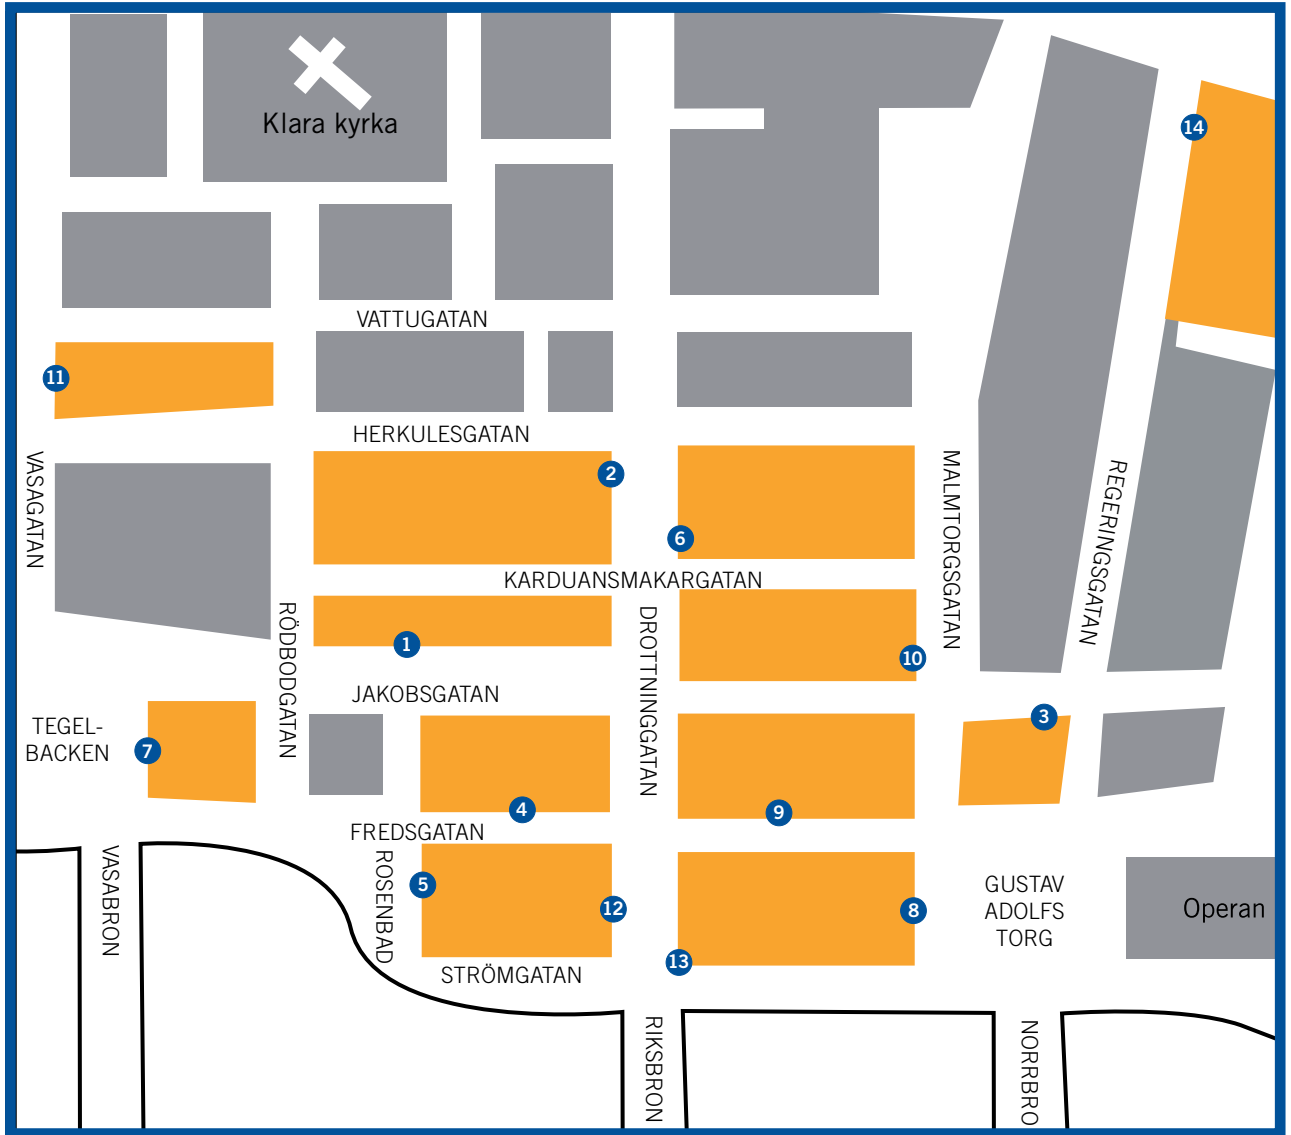 Klara kyrka
14
VATTUGATAN
11
HERKULESGATAN
2
VASAGATAN
MALMTORGSGATAN
REGERINGSGATAN
6
KARDUANSMAKARGATAN
RÖDBODGATAN
DROTTNINGGATAN
1
10
JAKOBSGATAN
3
TEGEL-
BACKEN
7
4
9
FREDSGATAN
VASABRON
ROSENBAD
5
12
8
GUSTAV
ADOLFS
TORG
Operan
13
STRÖMGATAN
RIKSBRON
NORRBRO